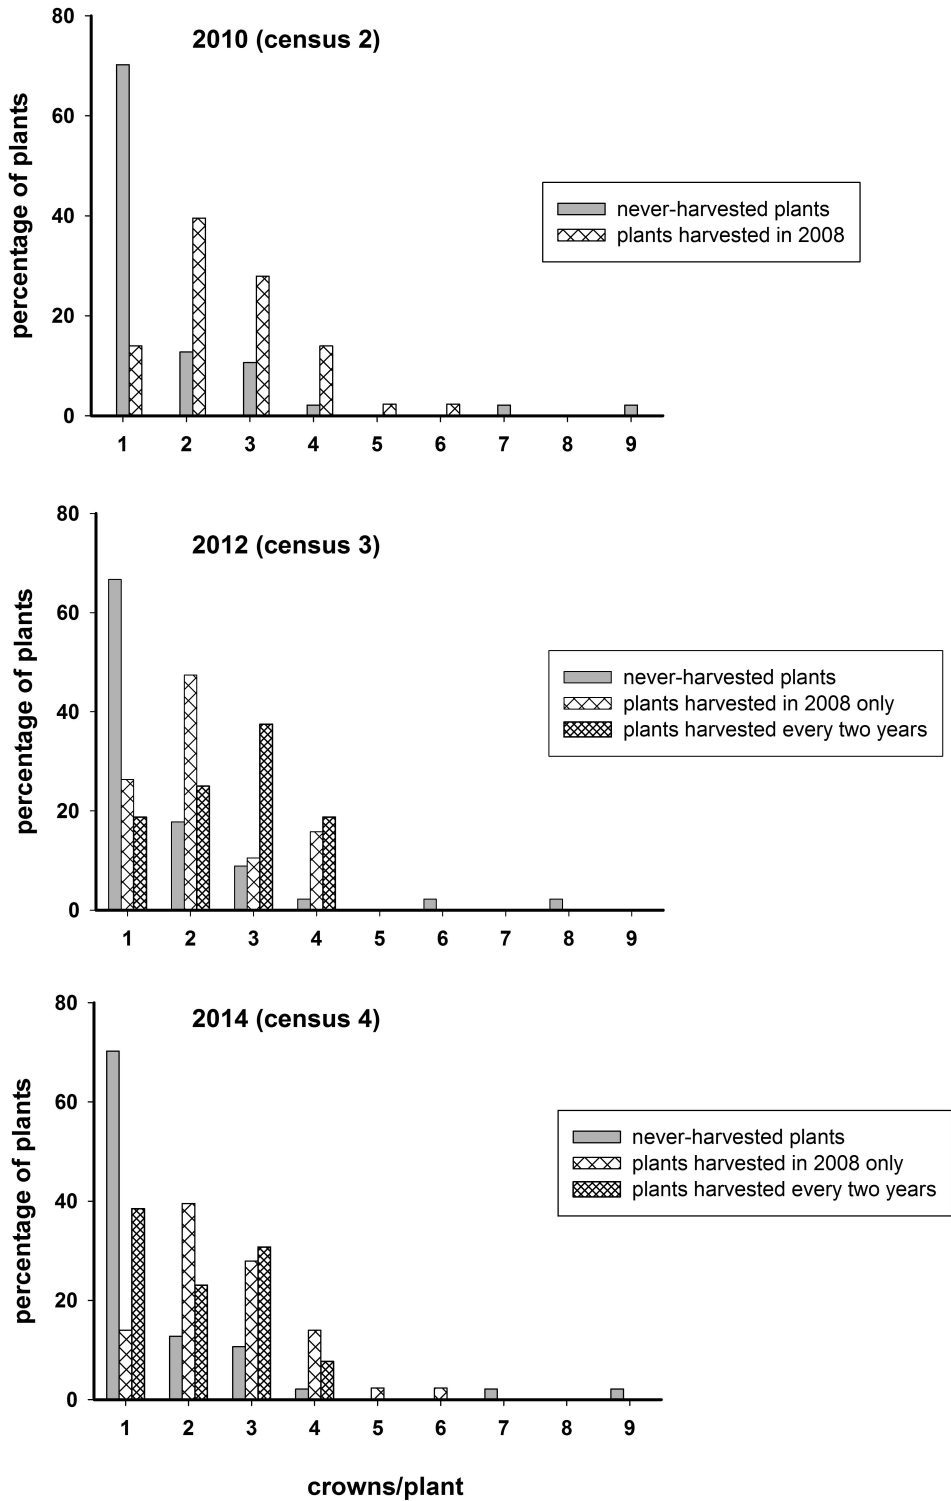 2010 (census 2)
percentage of plants
80
60
40
20
0
1 2 3 4 5 6 7 8 9
never-harvested plants
plants harvested in 2008
2012 (census 3)
percentage of plants
80
60
40
20
0
1 2 3 4 5 6 7 8 9
never-harvested plants
plants harvested in 2008 only
plants harvested every two years
2014 (census 4)
percentage of plants
80
60
40
20
0
1 2 3 4 5 6 7 8 9
never-harvested plants
plants harvested in 2008 only
plants harvested every two years
crowns/plant